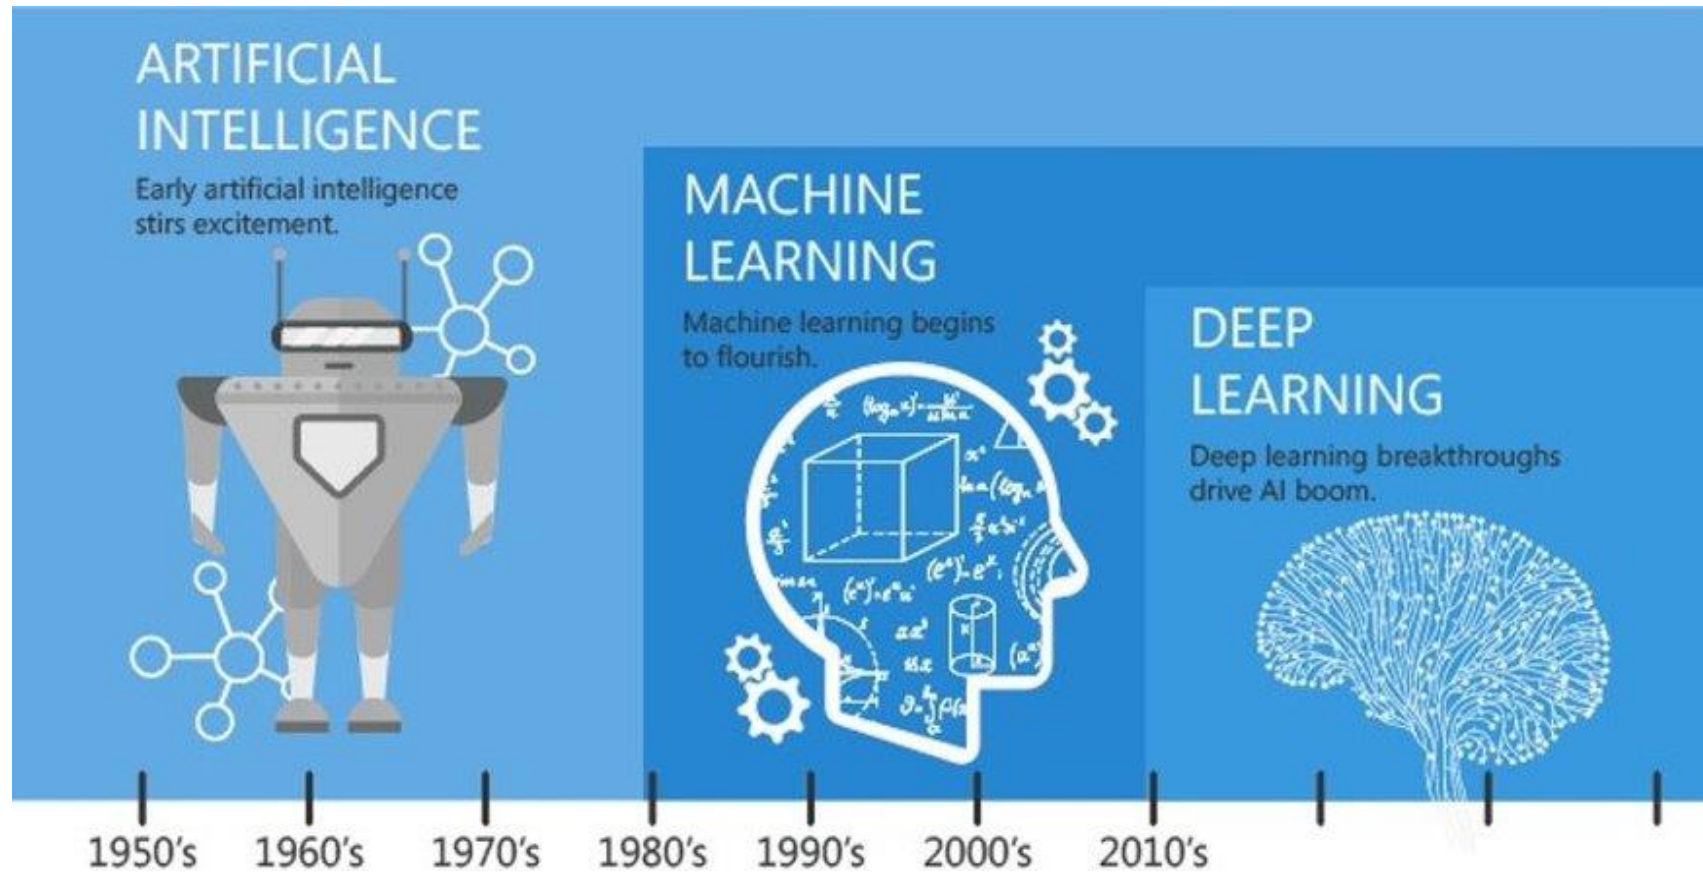 ARTIFICIAL
INTELLIGENCE
Early artificial intelligence
stirs excitement.
MACHINE
LEARNING
Machine learning begins
to flourish.
DEEP
LEARNING
Deep learning breakthroughs
drive AI boom.
1950's 1960's 1970's 1980's 1990's 2000's 2010's